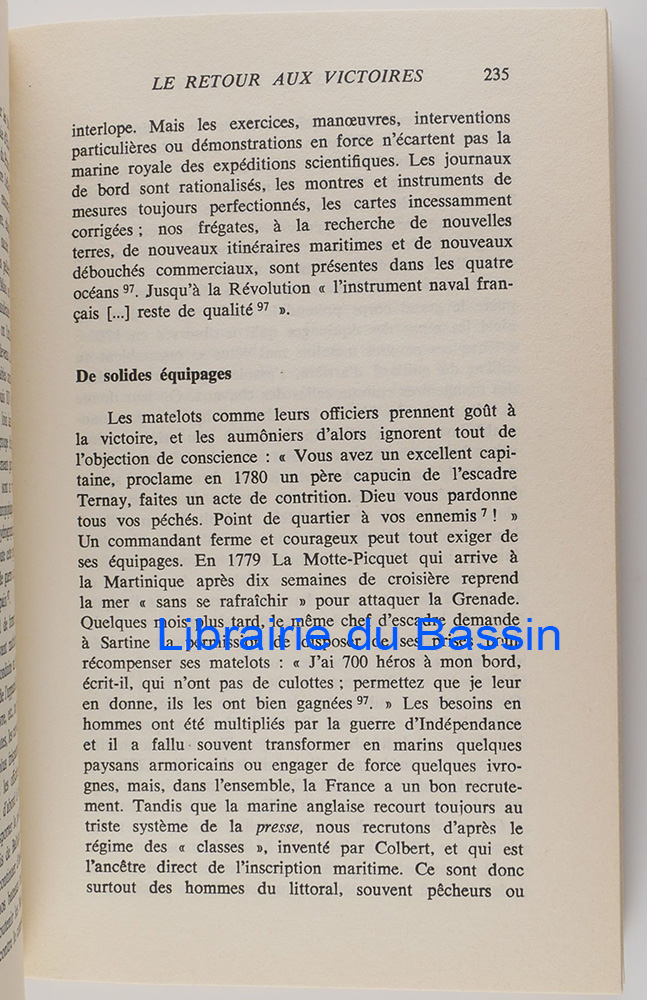 LE RETOUR AUX VICTOIRES 235
interlope. Mais les exercices, manœuvres, interventions
particulières ou démonstrations en force n'écartent pas la
marine royale des expéditions scientifiques. Les journaux
de bord sont rationalisés, les montres et instruments de
mesures toujours perfectionnés, les cartes incessamment
corrigées ; nos frégates, à la recherche de nouvelles
terres, de nouveaux itinéraires maritimes et de nouveaux
débouchés commerciaux, sont présentes dans les quatre
océans 97. Jusqu'à la Révolution « l'instrument naval fran-
çais [...] reste de qualité 97 ».
De solides équipages
Les matelots comme leurs officiers prennent goût à
la victoire, et les aumôniers d'alors ignorent tout de
l'objection de conscience : « Vous avez un excellent capi-
taine, proclame en 1780 un père capucin de l'escadre
Ternay, faites un acte de contrition. Dieu vous pardonne
tous vos péchés. Point de quartier à vos ennemis 7 ! »
Un commandant ferme et courageux peut tout exiger de
ses équipages. En 1779 La Motte-Picquet qui arrive à
la Martinique après dix semaines de croisière reprend
la mer « sans se rafraîchir » pour attaquer la Grenade.
Quelques mois plus tard, le même chef d'escadre demande
à Sartine la permission de disposer de ses prises pour
Librairie du Bassin
récompenser ses matelots : « J'ai 700 héros à mon bord,
écrit-il, qui n'ont pas de culottes ; permettez que je leur
en donne, ils les ont bien gagnées 97. » Les besoins en
hommes ont été multipliés par la guerre d'Indépendance
et il a fallu souvent transformer en marins quelques
paysans armoricains ou engager de force quelques ivro-
gnes, mais, dans l'ensemble, la France a un bon recrute-
ment. Tandis que la marine anglaise recourt toujours au
triste système de la presse, nous recrutons d'après le
régime des « classes », inventé par Colbert, et qui est
l'ancêtre direct de l'inscription maritime. Ce sont donc
surtout des hommes du littoral, souvent pêcheurs ou